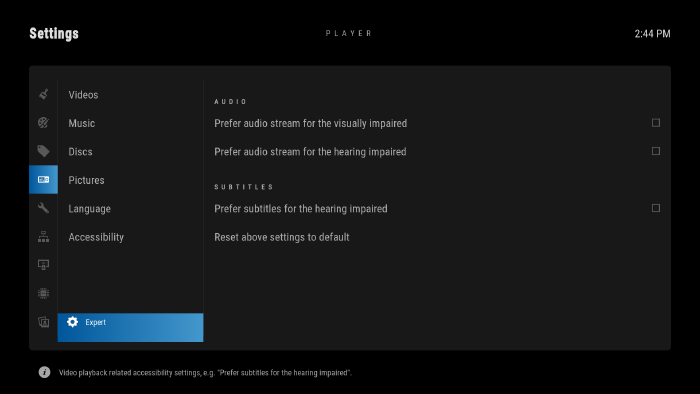 Settings
PLAYER
2:44 PM
Videos
Music
Discs
Pictures
Language
Accessibility
Expert
AUDIO
Prefer audio stream for the visually impaired
Prefer audio stream for the hearing impaired
SUBTITLES
Prefer subtitles for the hearing impaired
Reset above settings to default
Video playback related accessibility settings, e.g. "Prefer subtitles for the hearing impaired".